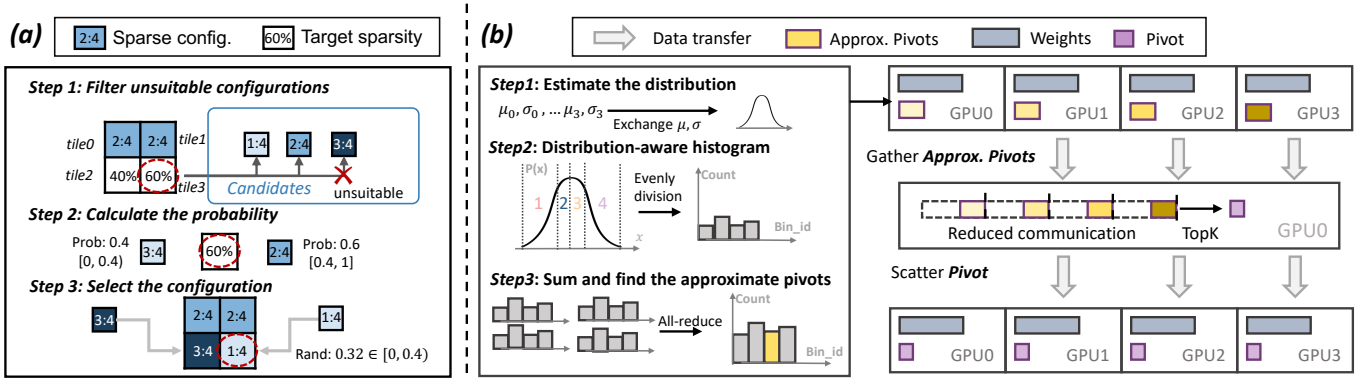 (a)
2:4 Sparse config. 60% Target sparsity
Step 1: Filter unsuitable configurations
tile0 2:4 2:4 tile1
1:4 2:4 3:4
tile2 40% 60% tile3
Candidates
unsuitable
Step 2: Calculate the probability
Prob: 0.4
[0, 0.4)
3:4
60%
2:4
Prob: 0.6
[0.4, 1]
Step 3: Select the configuration
3:4
2:4 2:4
3:4 1:4
1:4
Rand: 0.32 ∈ [0, 0.4)
(b)
Data transfer Approx. Pivots Weights Pivot
Step1: Estimate the distribution
μ₀, σ₀ , … μ₃, σ₃
Exchange μ, σ
Step2: Distribution-aware histogram
P(x)
1 2 3 4
x
Evenly
division
Count
Bin_id
Step3: Sum and find the approximate pivots
All-reduce
Count
Bin_id
GPU0 GPU1 GPU2 GPU3
Gather Approx. Pivots
Reduced communication TopK
GPU0
Scatter Pivot
GPU0 GPU1 GPU2 GPU3